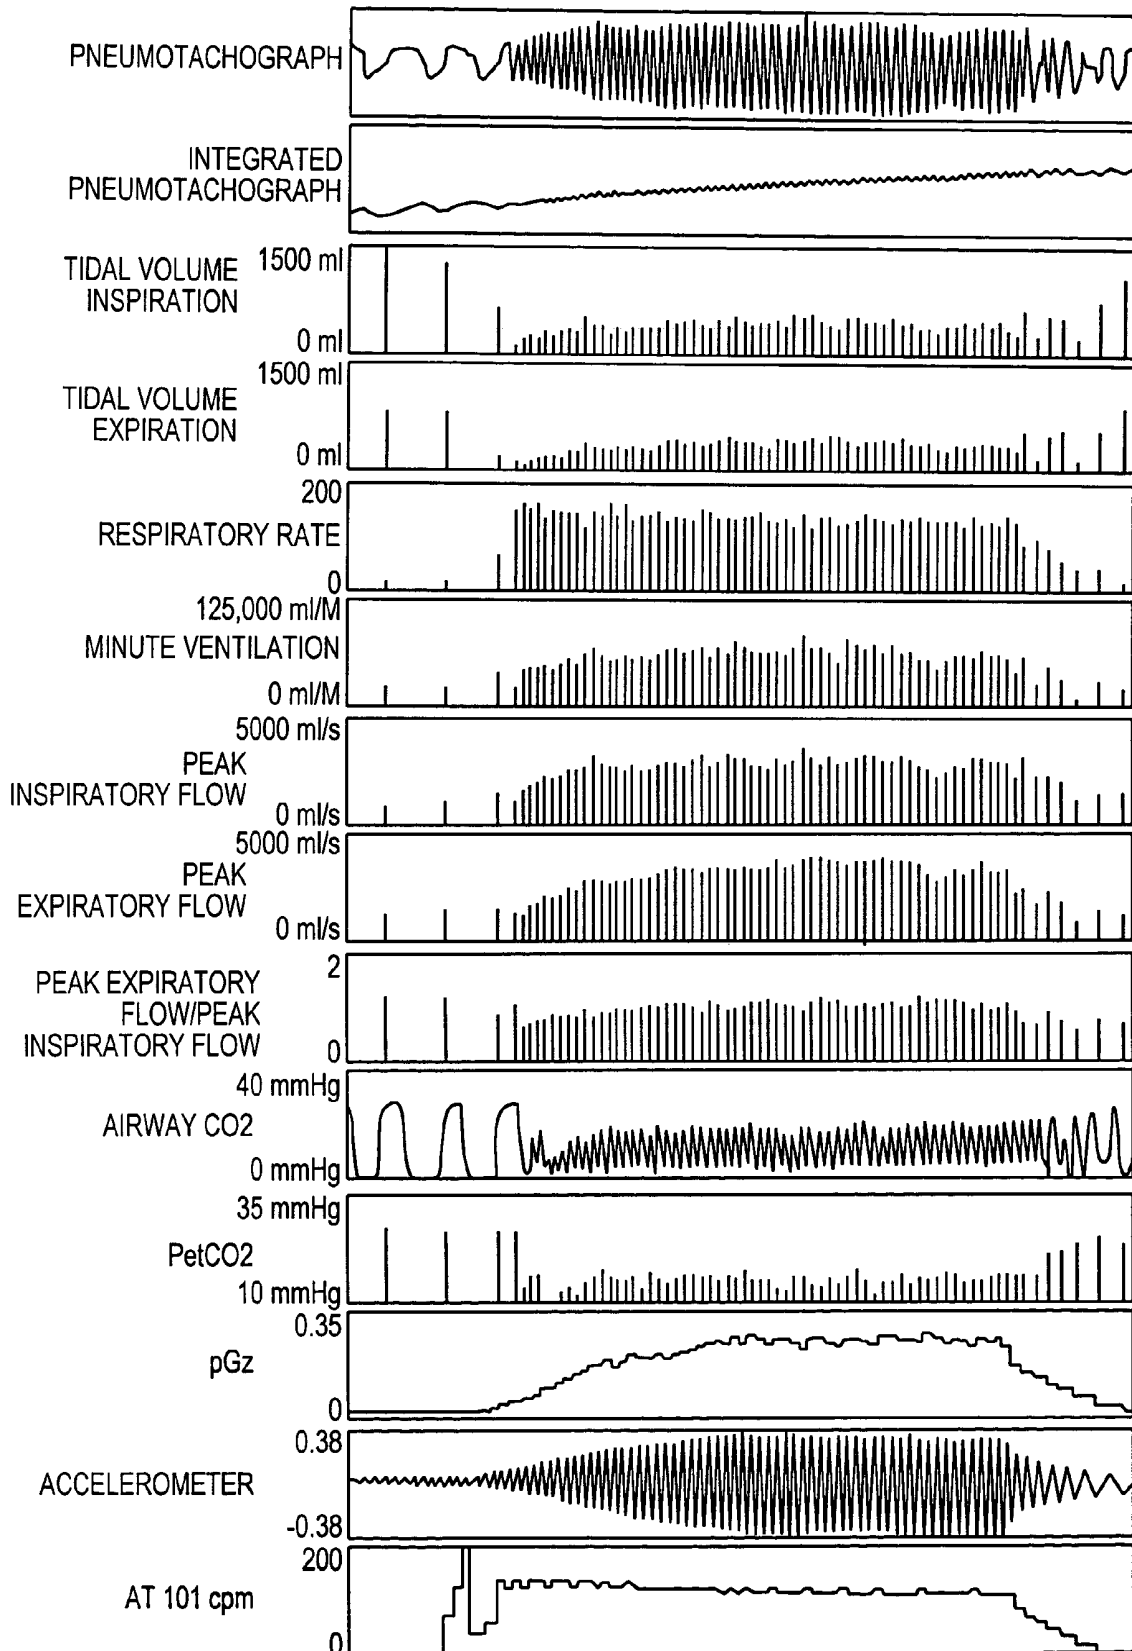 PNEUMOTACHOGRAPH
INTEGRATED
PNEUMOTACHOGRAPH
1500 ml
TIDAL VOLUME
INSPIRATION
0 ml
1500 ml
TIDAL VOLUME
EXPIRATION
0 ml
200
RESPIRATORY RATE
0
125,000 ml/M
MINUTE VENTILATION
0 ml/M
5000 ml/s
PEAK
INSPIRATORY FLOW
0 ml/s
5000 ml/s
PEAK
EXPIRATORY FLOW
0 ml/s
2
PEAK EXPIRATORY
FLOW/PEAK
INSPIRATORY FLOW
0
40 mmHg
AIRWAY CO2
0 mmHg
35 mmHg
PetCO2
10 mmHg
0.35
pGz
0
0.38
ACCELEROMETER
-0.38
200
AT 101 cpm
0